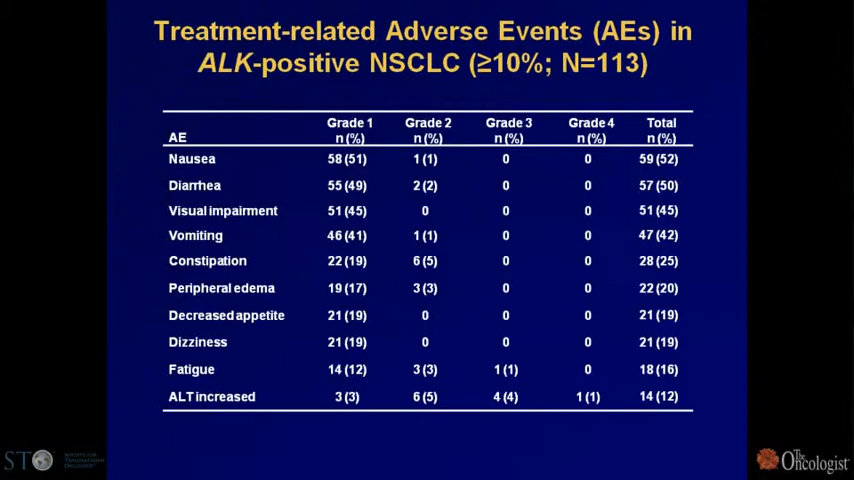 Treatment-related Adverse Events (AEs) in
ALK-positive NSCLC (≥10%; N=113)
AE Grade 1 n (%) Grade 2 n (%) Grade 3 n (%) Grade 4 n (%) Total n (%)
Nausea 58 (51) 1 (1) 0 0 59 (52)
Diarrhea 55 (49) 2 (2) 0 0 57 (50)
Visual impairment 51 (45) 0 0 0 51 (45)
Vomiting 46 (41) 1 (1) 0 0 47 (42)
Constipation 22 (19) 6 (5) 0 0 28 (25)
Peripheral edema 19 (17) 3 (3) 0 0 22 (20)
Decreased appetite 21 (19) 0 0 0 21 (19)
Dizziness 21 (19) 0 0 0 21 (19)
Fatigue 14 (12) 3 (3) 1 (1) 0 18 (16)
ALT increased 3 (3) 6 (5) 4 (4) 1 (1) 14 (12)
STO
SOCIETY FOR
TRANSLATIONAL
ONCOLOGY
The
Oncologist